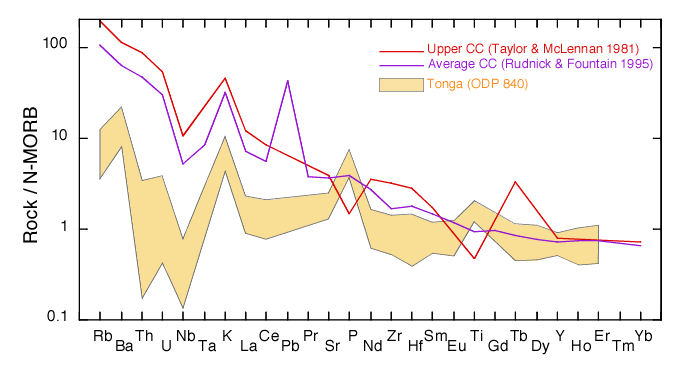 100
10
1
0.1
Rock / N-MORB
Upper CC (Taylor & McLennan 1981)
Average CC (Rudnick & Fountain 1995)
Tonga (ODP 840)
Rb Ba Th U Nb Ta K La Ce Pb Pr Sr P Nd Zr Hf Sm Eu Ti Gd Tb Dy Y Ho Er Tm Yb